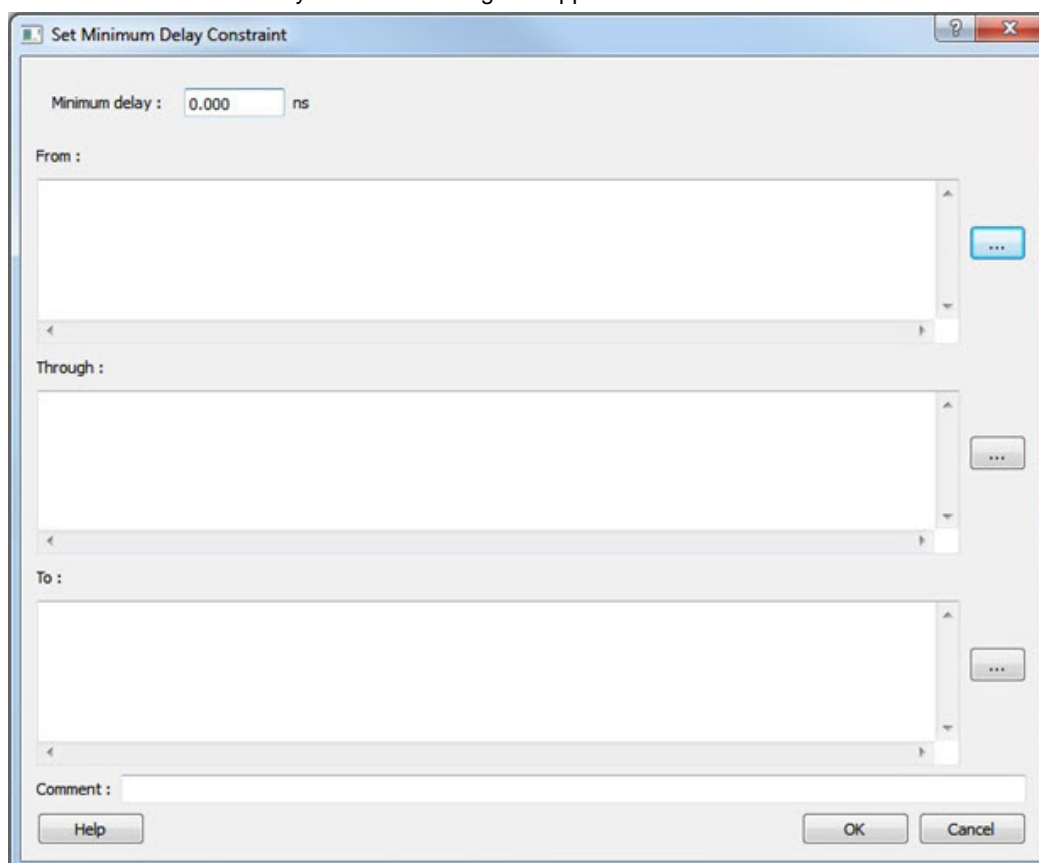 Set Minimum Delay Constraint
Minimum delay : 0.000 ns
From :
...
Through :
...
To :
...
Comment :
Help OK Cancel